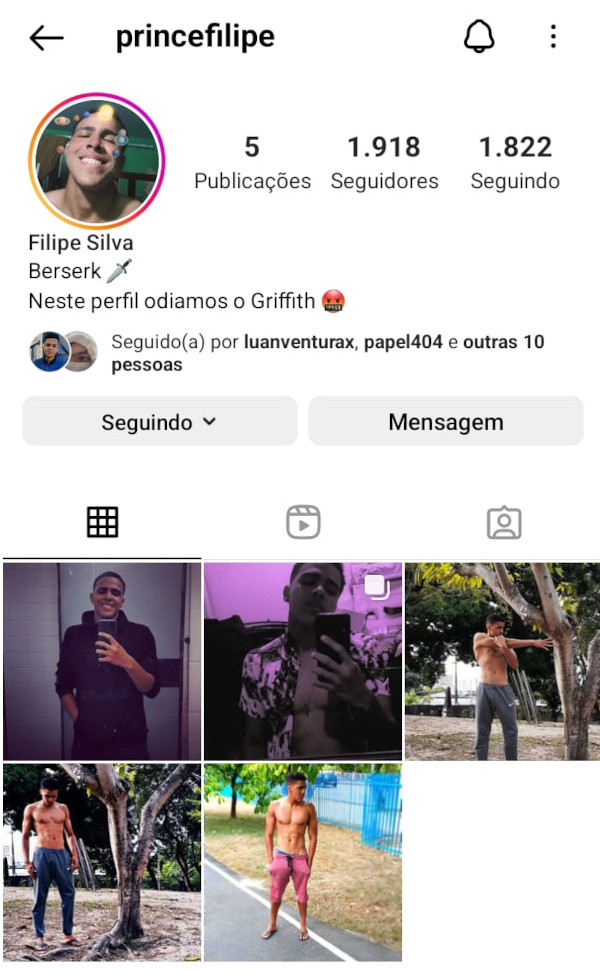 princefilipe
5 1.918 1.822
Publicações Seguidores Seguindo
Filipe Silva
Berserk 🗡️
Neste perfil odiamos o Griffith 🤬
Seguido(a) por luanventurax, papel404 e outras 10
pessoas
Seguindo Mensagem